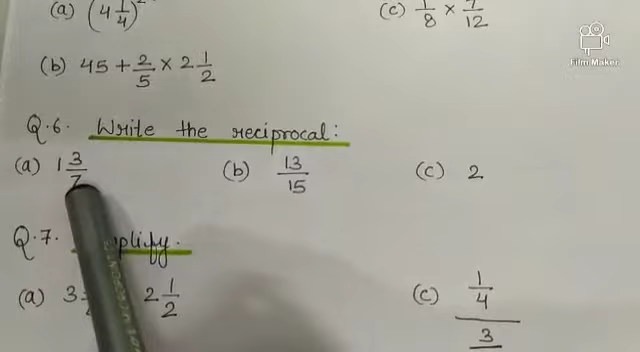 (a) (4 1/4)
(c) 1/8 × 7/12
Film Maker
(b) 45 + 2/5 × 2 1/2
Q.6. Write the reciprocal:
(a) 1 3/7 (b) 13/15 (c) 2
Q.7.
(a) 3 2 1/2 (c) 1/4
3